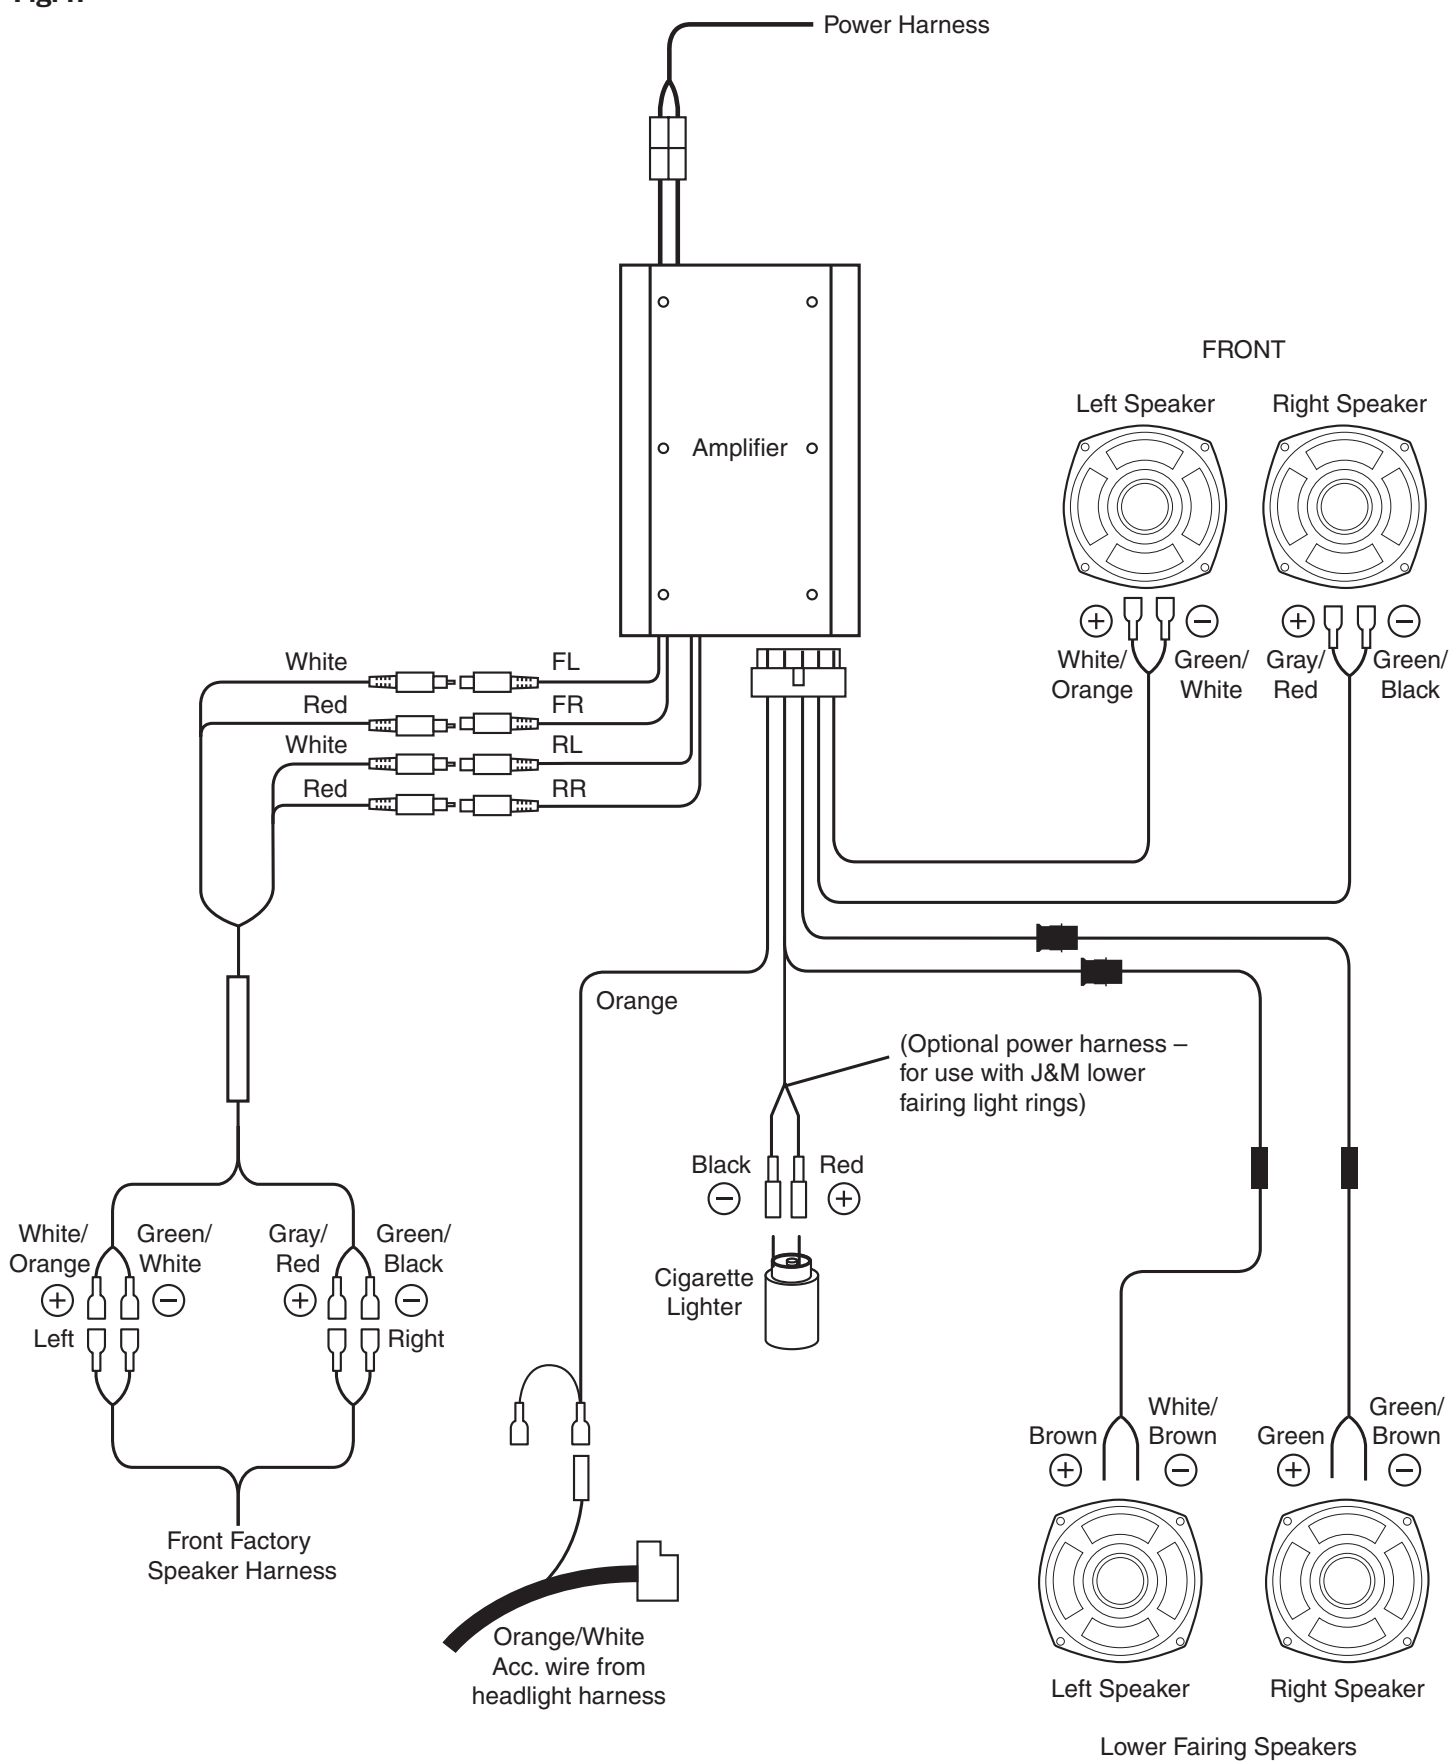 Power Harness
FRONT
Left Speaker
Right Speaker
Amplifier
White/
Orange
Green/
White
Gray/
Red
Green/
Black
White
FL
Red
FR
White
RL
Red
RR
Orange
(Optional power harness –
for use with J&M lower
fairing light rings)
Black
Red
Cigarette
Lighter
White/
Orange
Green/
White
Gray/
Red
Green/
Black
Left
Right
Front Factory
Speaker Harness
Orange/White
Acc. wire from
headlight harness
Brown
White/
Brown
Green
Green/
Brown
Left Speaker
Right Speaker
Lower Fairing Speakers